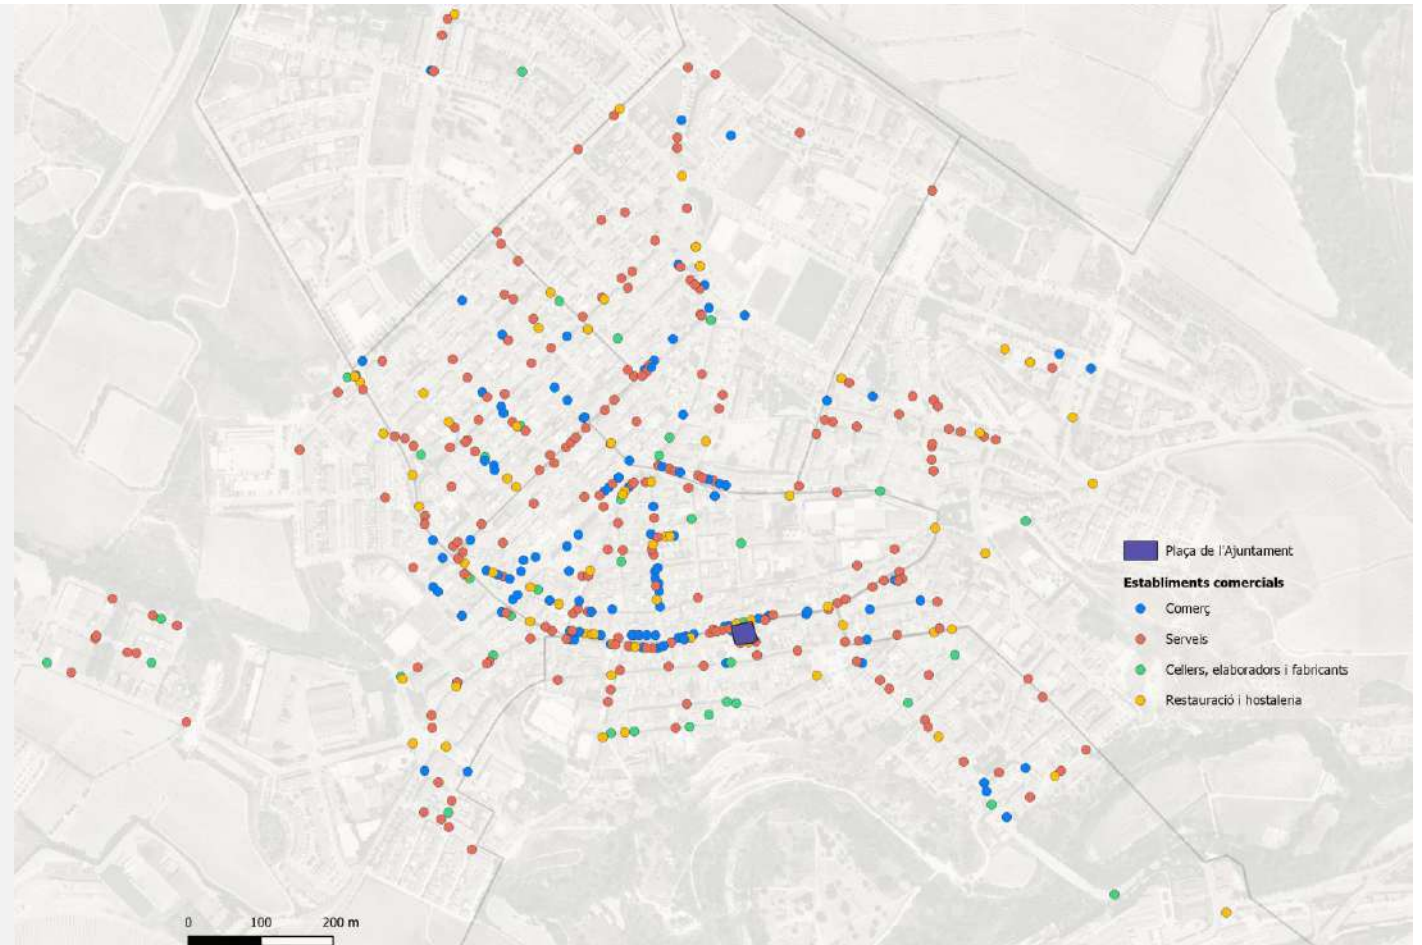 Plaça de l'Ajuntament
Establiments comercials
Comerç
Serveis
Cellers, elaboradors i fabricants
Restauració i hostaleria
0 100 200 m